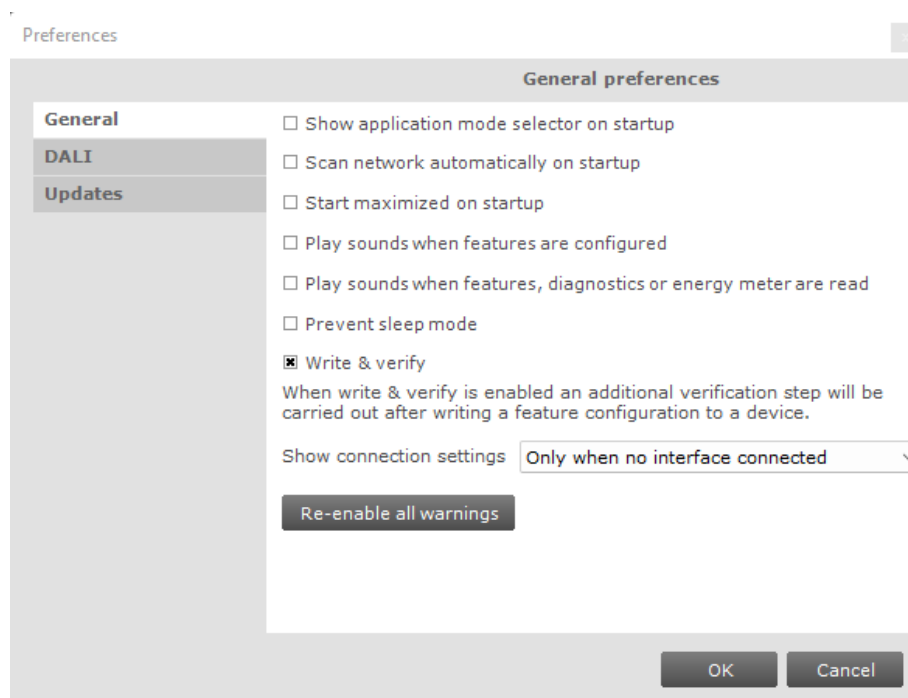 Preferences
General preferences
General
DALI
Updates
Show application mode selector on startup
Scan network automatically on startup
Start maximized on startup
Play sounds when features are configured
Play sounds when features, diagnostics or energy meter are read
Prevent sleep mode
Write & verify
When write & verify is enabled an additional verification step will be
carried out after writing a feature configuration to a device.
Show connection settings Only when no interface connected
Re-enable all warnings
OK Cancel